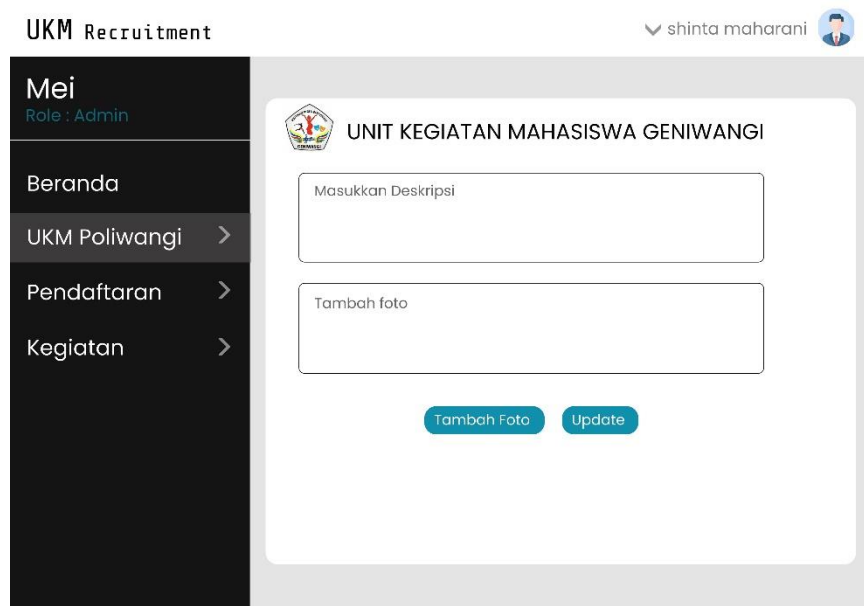 UKM Recruitment
shinta maharani
Mei
Role : Admin
Beranda
UKM Poliwangi
Pendaftaran
Kegiatan
UNIT KEGIATAN MAHASISWA GENIWANGI
Masukkan Deskripsi
Tambah foto
Tambah Foto
Update